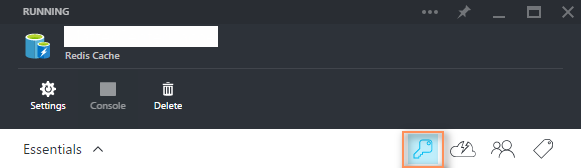 RUNNING
Redis Cache
Settings
Console
Delete
Essentials